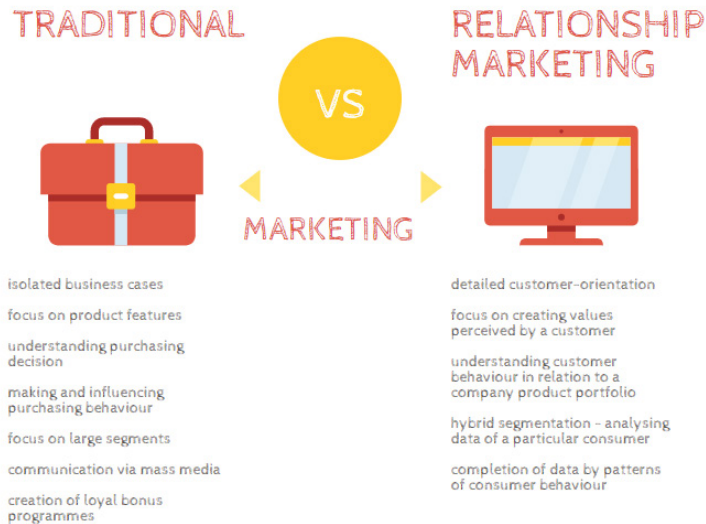 TRADITIONAL
VS
MARKETING
RELATIONSHIP
MARKETING
isolated business cases
focus on product features
understanding purchasing
decision
making and influencing
purchasing behaviour
focus on large segments
communication via mass media
creation of loyal bonus
programmes
detailed customer-orientation
focus on creating values
perceived by a customer
understanding customer
behaviour in relation to a
company product portfolio
hybrid segmentation - analysing
data of a particular consumer
completion of data by patterns
of consumer behaviour